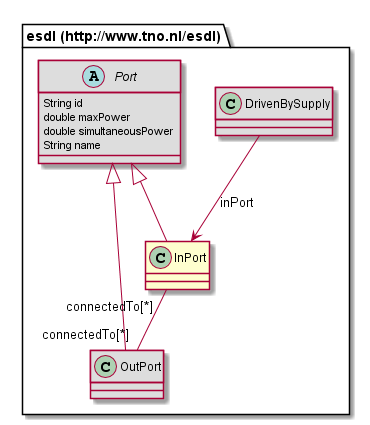 esdl (http://www.tno.nl/esdl)
A Port
String id
double maxPower
double simultaneousPower
String name
C DrivenBySupply
inPort
C InPort
connectedTo[*]
connectedTo[*]
C OutPort